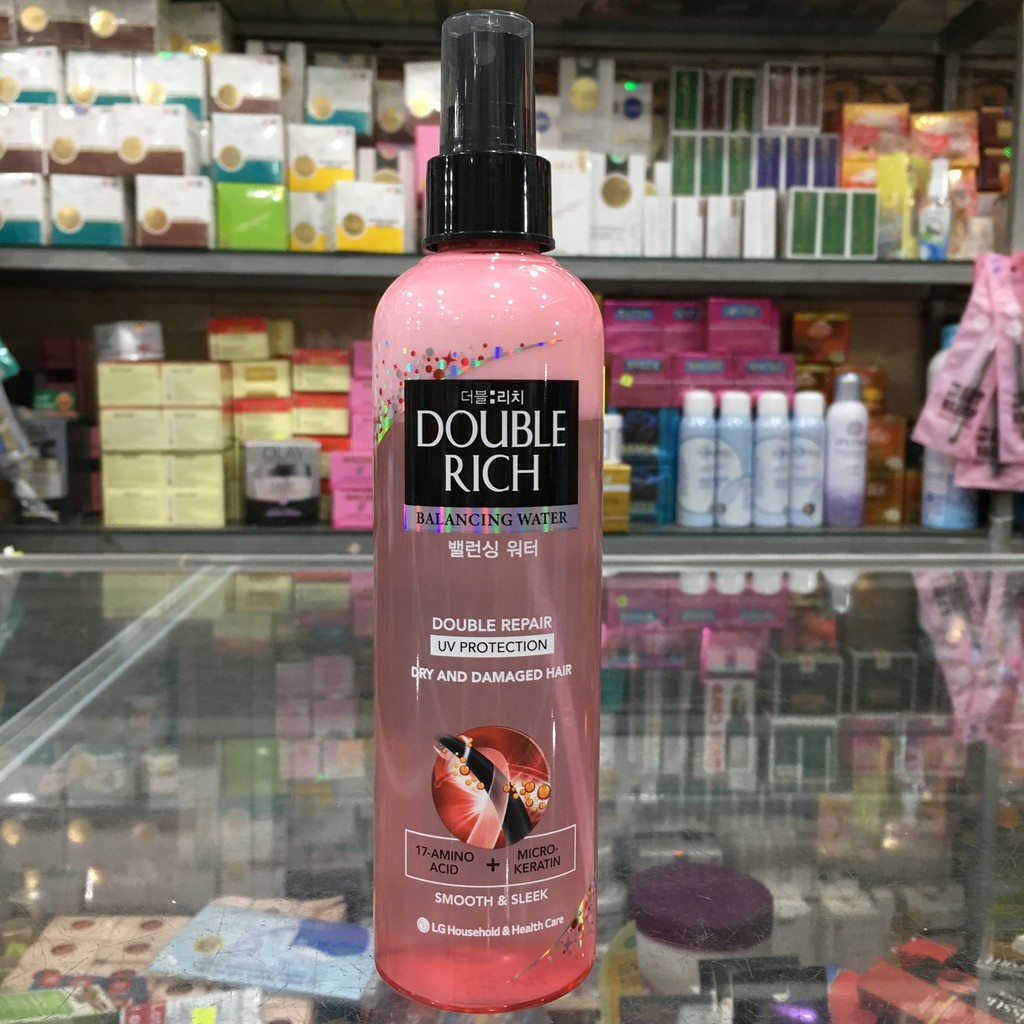 더블:리치
DOUBLE
RICH
BALANCING WATER
밸런싱 워터
DOUBLE REPAIR
UV PROTECTION
DRY AND DAMAGED HAIR
17-AMINO
ACID
+
MICRO-
KERATIN
SMOOTH & SLEEK
LG Household & Health Care
OLAY